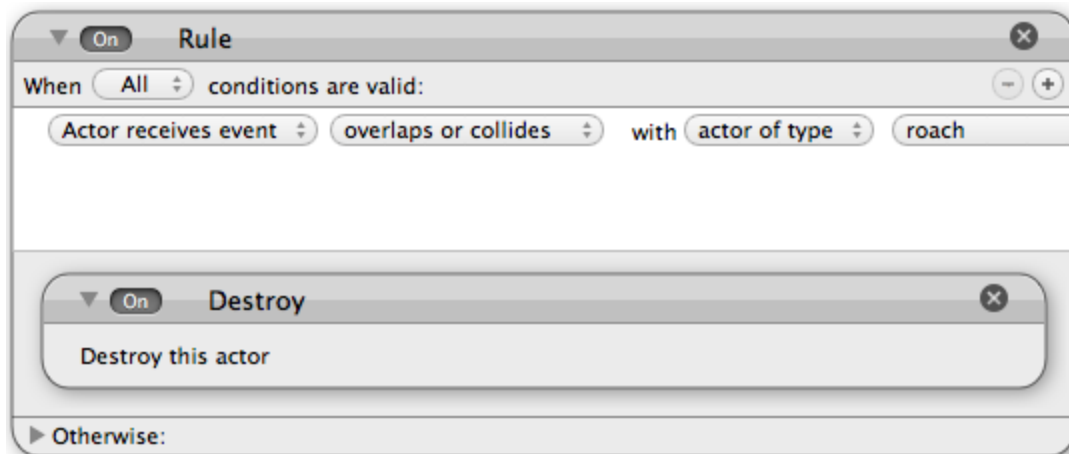 On Rule
When All conditions are valid:
Actor receives event overlaps or collides with actor of type roach
On Destroy
Destroy this actor
Otherwise: